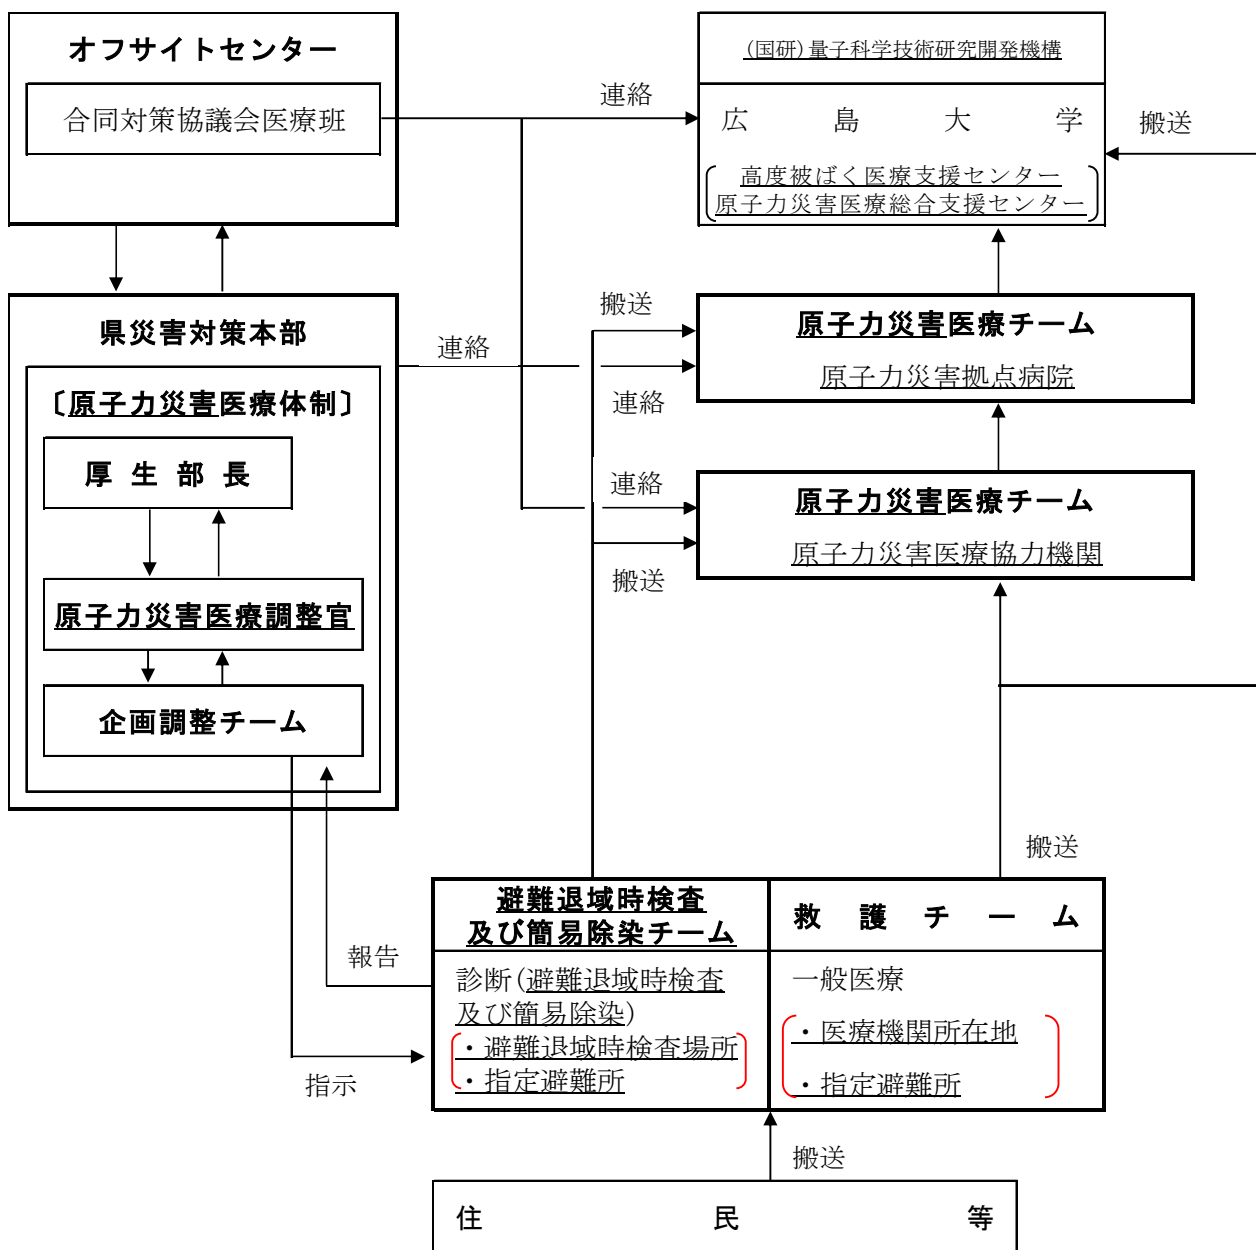 オフサイトセンター
合同対策協議会医療班
連絡
(国研)量子科学技術研究開発機構
広島大学
高度被ばく医療支援センター
原子力災害医療総合支援センター
搬送
県災害対策本部
〔原子力災害医療体制〕
厚生部長
原子力災害医療調整官
企画調整チーム
連絡
搬送
連絡
原子力災害医療チーム
原子力災害拠点病院
連絡
搬送
原子力災害医療チーム
原子力災害医療協力機関
搬送
報告
指示
避難退域時検査
及び簡易除染チーム
診断(避難退域時検査
及び簡易除染)
・避難退域時検査場所
・指定避難所
救護チーム
一般医療
・医療機関所在地
・指定避難所
搬送
住民等